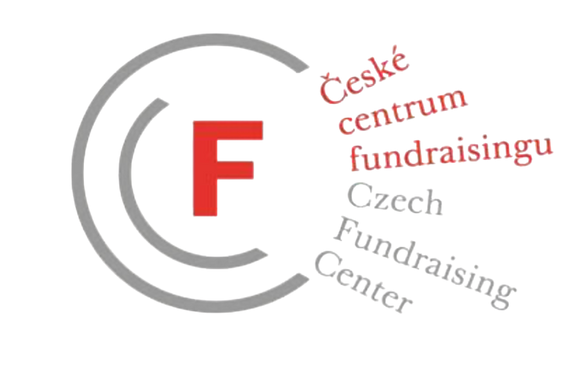 F
České
centrum
fundraisingu
Czech
Fundraising
Center